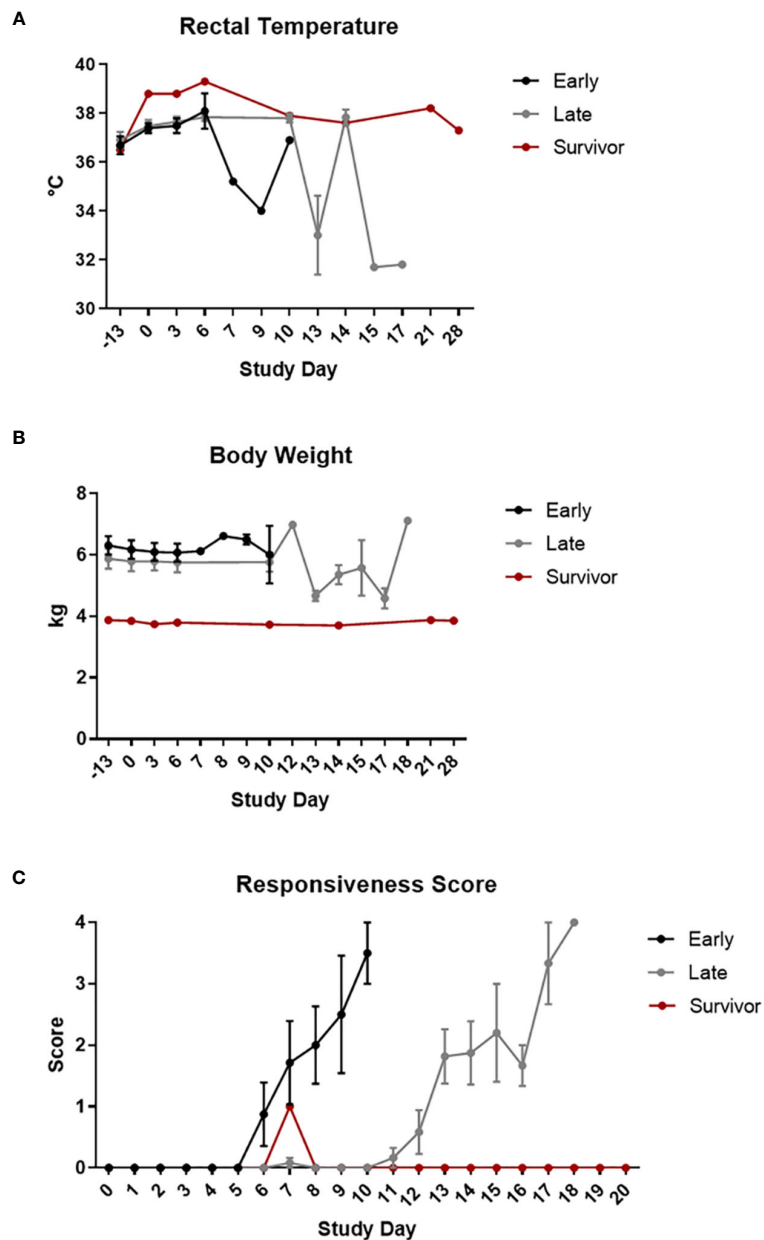 A
Rectal Temperature
40
38
36
34
32
30
°C
-13 0 3 6 7 9 10 13 14 15 17 21 28
Study Day
Early
Late
Survivor
B
Body Weight
8
6
4
2
0
kg
-13 0 3 6 7 8 9 10 12 13 14 15 17 18 21 28
Study Day
Early
Late
Survivor
C
Responsiveness Score
4
3
2
1
0
Score
0 1 2 3 4 5 6 7 8 9 10 11 12 13 14 15 16 17 18 19 20
Study Day
Early
Late
Survivor